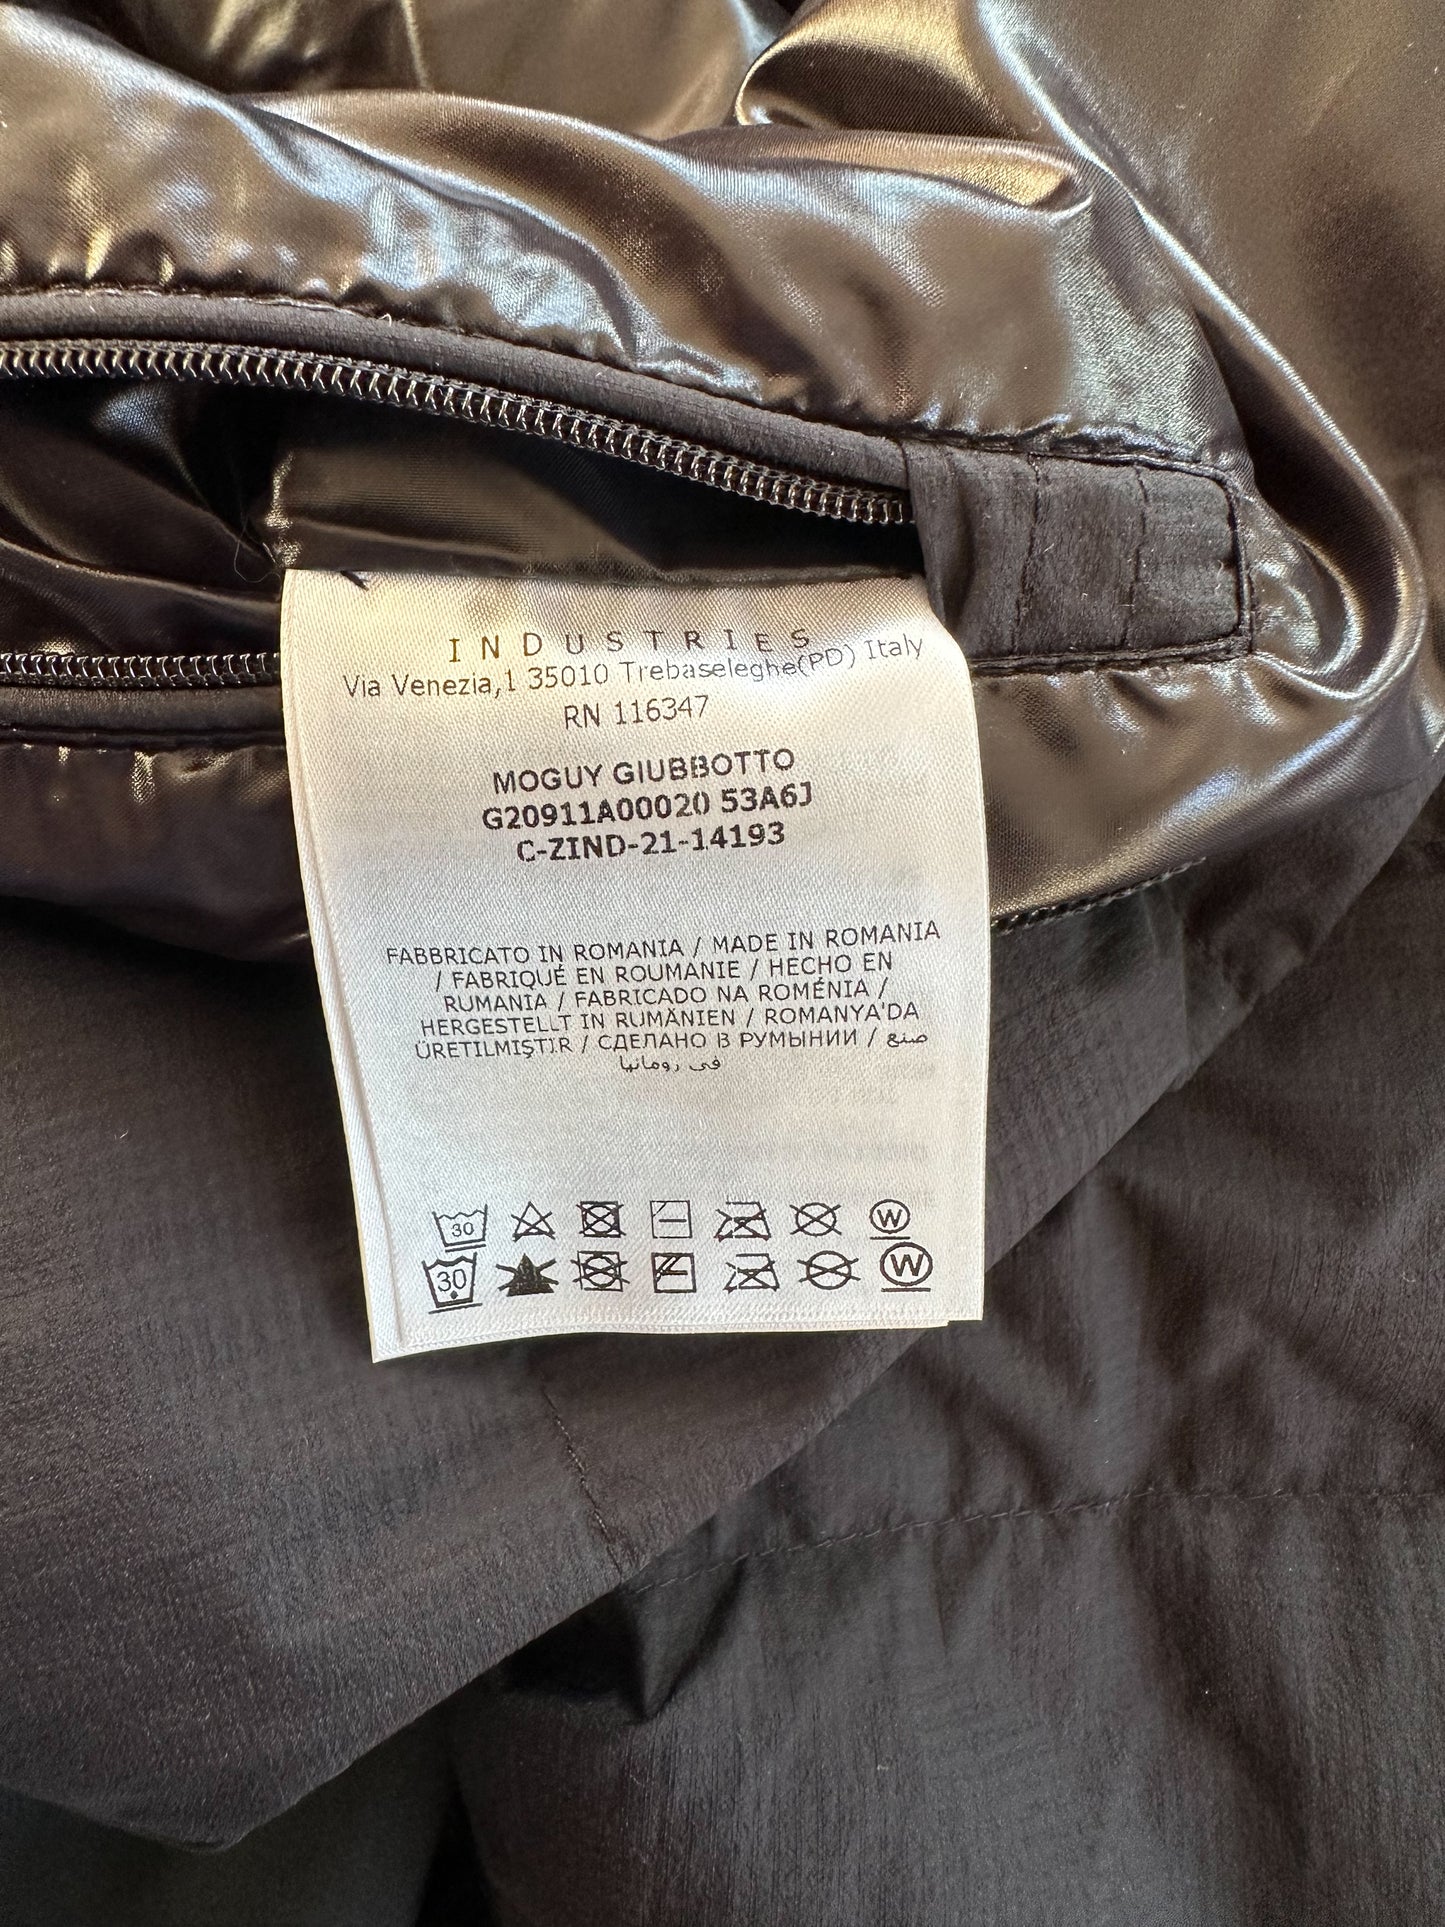 INDUSTRIES
Via Venezia,1 35010 Trebaseleghe(PD) Italy
RN 116347
MOGUY GIUBBOTTO
G20911A00020 53A6J
C-ZIND-21-14193
FABBRICATO IN ROMANIA / MADE IN ROMANIA
/ FABRIQUÉ EN ROUMANIE / HECHO EN
RUMANIA / FABRICADO NA ROMÉNIA /
HERGESTELLT IN RUMÄNIEN / ROMANYA'DA
ÜRETILMIŞTIR / СДЕЛАНО В РУМЫНИИ / صنع
في رومانيا
30 W
30 W